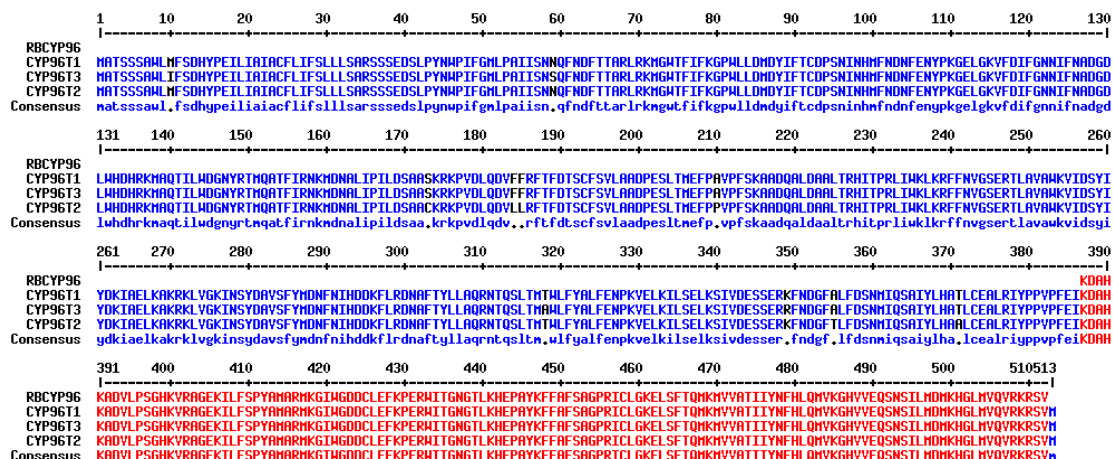 1 10 20 30 40 50 60 70 80 90 100 110 120 130
RBCYP96
CYP96T1 MATSSSAWLMFSDHYPEILIAIACFLIFSLLLSARSSSEDSLPYNWPIFGMLPAIISNNQFNDFTTARLRKMGWTFIFKGPWLLDMDYIFTCDPSNINHMFNDNFENYPKGELGKVFDIFGNNIFNADGD
CYP96T3 MATSSSAWLIFSDHYPEILIAIACFLIFSLLLSARSSSEDSLPYNWPIFGMLPAIISNSQFNDFTTARLRKMGWTFIFKGPWLLDMDYIFTCDPSNINHMFNDNFENYPKGELGKVFDIFGNNIFNADGD
CYP96T2 MATSSSAWLMFSDHYPEILIAIACFLIFSLLLSARSSSEDSLPYNWPIFGMLPAIISNNQFNDFTTARLRKMGWTFIFKGPWLLDMDYIFTCDPSNINHMFNDNFENYPKGELGKVFDIFGNNIFNADGD
Consensus matsssawl.fsdhypeiliaiacflifslllsarsssedslpynwpifgmlpaiisn.qfndfttarlrkmgwtfifkgpwlldmdyiftcdpsninhmfndnfenypkgelgkvfdifgnnifnadgd
131 140 150 160 170 180 190 200 210 220 230 240 250 260
RBCYP96
CYP96T1 LWHDHRKMAQTILWDGNYRTMQATFIRNKMDNALIPILDSAASKRKPVDLQDVFFRFTFDTSCFSVLAADPESLTMEFPAVPFSKAADQALDAALTRHITPRLIWKLKRFFNVGSERTLAVAWKVIDSYI
CYP96T3 LWHDHRKMAQTILWDGNYRTMQATFIRNKMDNALIPILDSAASKRKPVDLQDVFFRFTFDTSCFSVLAADPESLTMEFPAVPFSKAADQALDAALTRHITPRLIWKLKRFFNVGSERTLAVAWKVIDSYI
CYP96T2 LWHDHRKMAQTILWDGNYRTMQATFIRNKMDNALIPILDSAACKRKPVDLQDVLLRFTFDTSCFSVLAADPESLTMEFPPVPFSKAADQALDAALTRHITPRLIWKLKRFFNVGSERTLAVAWKVIDSYI
Consensus lwhdhrkmaqtilwdgnyrtmqatfirnkmdnalipildsaa.krkpvdlqdv..rftfdtscfsvlaadpesltmefp.vpfskaadqaldaaltrhitprliwklkrffnvgsertlavawkvidsyi
261 270 280 290 300 310 320 330 340 350 360 370 380 390
RBCYP96 KDAH
CYP96T1 YDKIAELKAKRKLVGKINSYDAVSFYMDNFNIHDDKFLRDNAFTYLLAQRNTQSLTMTWLFYALFENPKVELKILSELKSIVDESSERKFNDGFALFDSNMIQSAIYLHATLCEALRIYPPVPFEIKDAH
CYP96T3 YDKIAELKAKRKLVGKINSYDAVSFYMDNFNIHDDKFLRDNAFTYLLAQRNTQSLTMAWLFYALFENPKVELKILSELKSIVDESSERRFNDGFALFDSNMIQSAIYLHATLCEALRIYPPVPFEIKDAH
CYP96T2 YDKIAELKAKRKLVGKINSYDAVSFYMDNFNIHDDKFLRDNAFTYLLAQRNTQSLTMTWLFYALFENPKVELKILSELKSIVDESSERKFNDGFTLFDSNMIQSAIYLHAALCEALRIYPPVPFEIKDAH
Consensus ydkiaelkakrklvgkinsydavsfymdnfnihddkflrdnaftyllaqrntqsltm.wlfyalfenpkvelkilselksivdesser.fndgf.lfdsnmiqsaiylha.lcealriyppvpfeiKDAH
391 400 410 420 430 440 450 460 470 480 490 500 510513
RBCYP96 KADVLPSGHKVRAGEKILFSPYAMARMKGIWGDDCLEFKPERWITGNGTLKHEPAYKFFAFSAGPRICLGKELSFTQMKMVVATIIYNFHLQMVKGHVVEQSNSILMDMKHGLMVQVRKRSV
CYP96T1 KADVLPSGHKVRAGEKILFSPYAMARMKGIWGDDCLEFKPERWITGNGTLKHEPAYKFFAFSAGPRICLGKELSFTQMKMVVATIIYNFHLQMVKGHVVEQSNSILMDMKHGLMVQVRKRSVM
CYP96T3 KADVLPSGHKVRAGEKILFSPYAMARMKGIWGDDCLEFKPERWITGNGTLKHEPAYKFFAFSAGPRICLGKELSFTQMKMVVATIIYNFHLQMVKGHVVEQSNSILMDMKHGLMVQVRKRSVM
CYP96T2 KADVLPSGHKVRAGEKILFSPYAMARMKGIWGDDCLEFKPERWITGNGTLKHEPAYKFFAFSAGPRICLGKELSFTQMKMVVATIIYNFHLQMVKGHVVEQSNSILMDMKHGLMVQVRKRSVM
Consensus KADVLPSGHKVRAGEKILFSPYAMARMKGIWGDDCLEFKPERWITGNGTLKHEPAYKFFAFSAGPRICLGKELSFTQMKMVVATIIYNFHLQMVKGHVVEQSNSILMDMKHGLMVQVRKRSVm